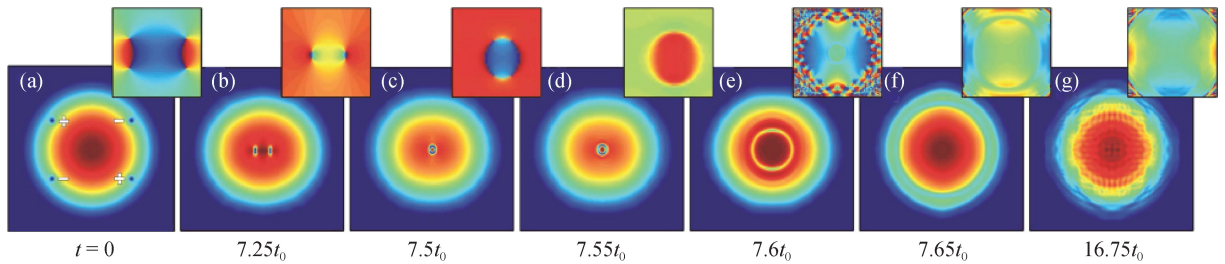 (a) (b) (c) (d) (e) (f) (g)
+ −
− +
t = 0 7.25t₀ 7.5t₀ 7.55t₀ 7.6t₀ 7.65t₀ 16.75t₀